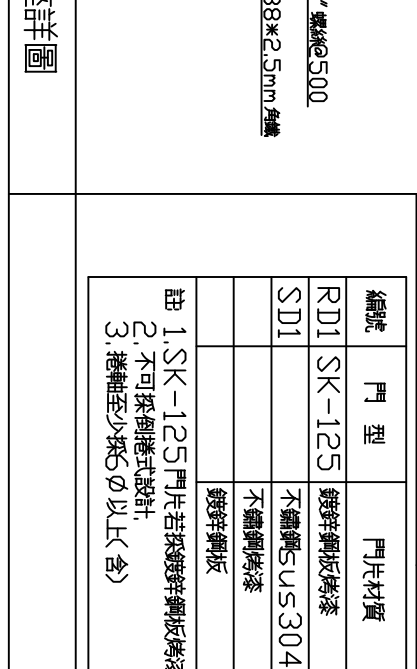 " 螺絲@500
38*2.5mm 角鐵
詳圖
編號 門 型 門片材質
RD1 SK-125 鍍鋅鋼板烤漆
SD1 不鏽鋼sus304
不鏽鋼烤漆
鍍鋅鋼板
註 1.SK-125門片若採鍍鋅鋼板烤漆
2.不可採倒捲式設計.
3.捲軸至少採6∅以上(含)